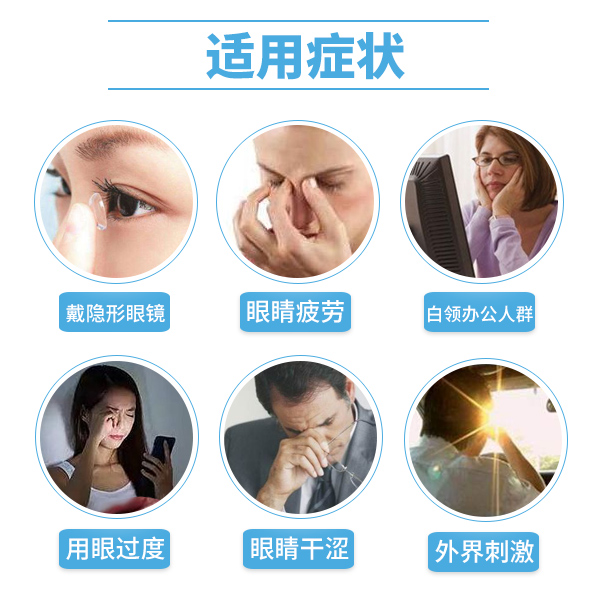 适用症状
戴隐形眼镜
眼睛疲劳
白领办公人群
用眼过度
眼睛干涩
外界刺激